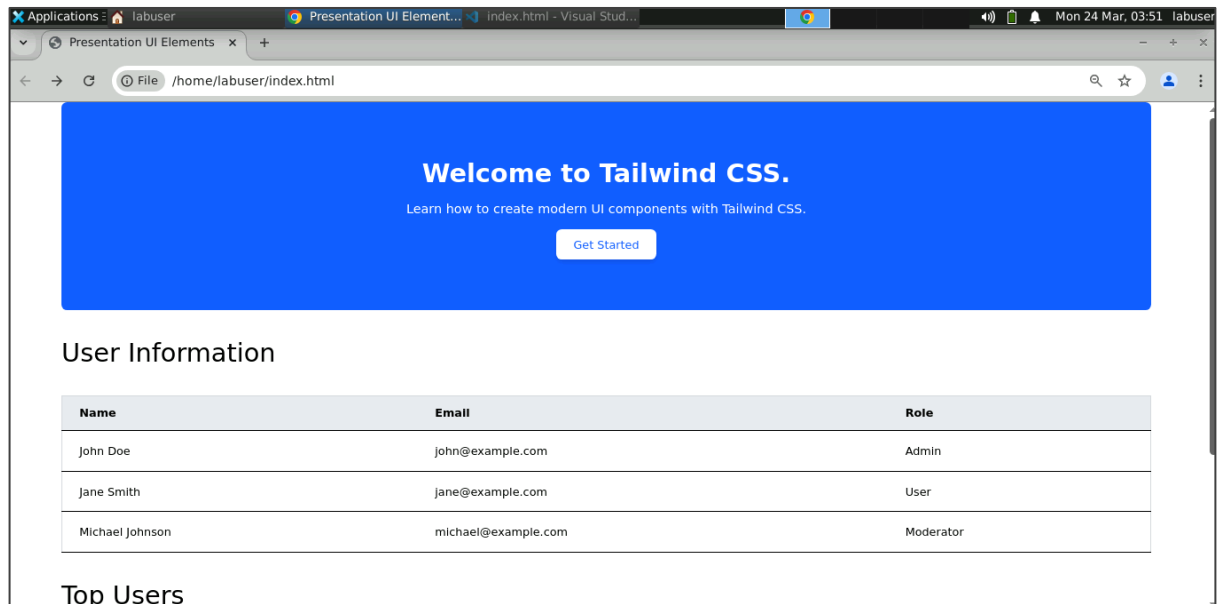 Applications
labuser
Presentation UI Element...
index.html - Visual Stud...
Mon 24 Mar, 03:51 labuser
Presentation UI Elements
File /home/labuser/index.html
Welcome to Tailwind CSS.
Learn how to create modern UI components with Tailwind CSS.
Get Started
User Information
Name Email Role
John Doe john@example.com Admin
Jane Smith jane@example.com User
Michael Johnson michael@example.com Moderator
Top Users